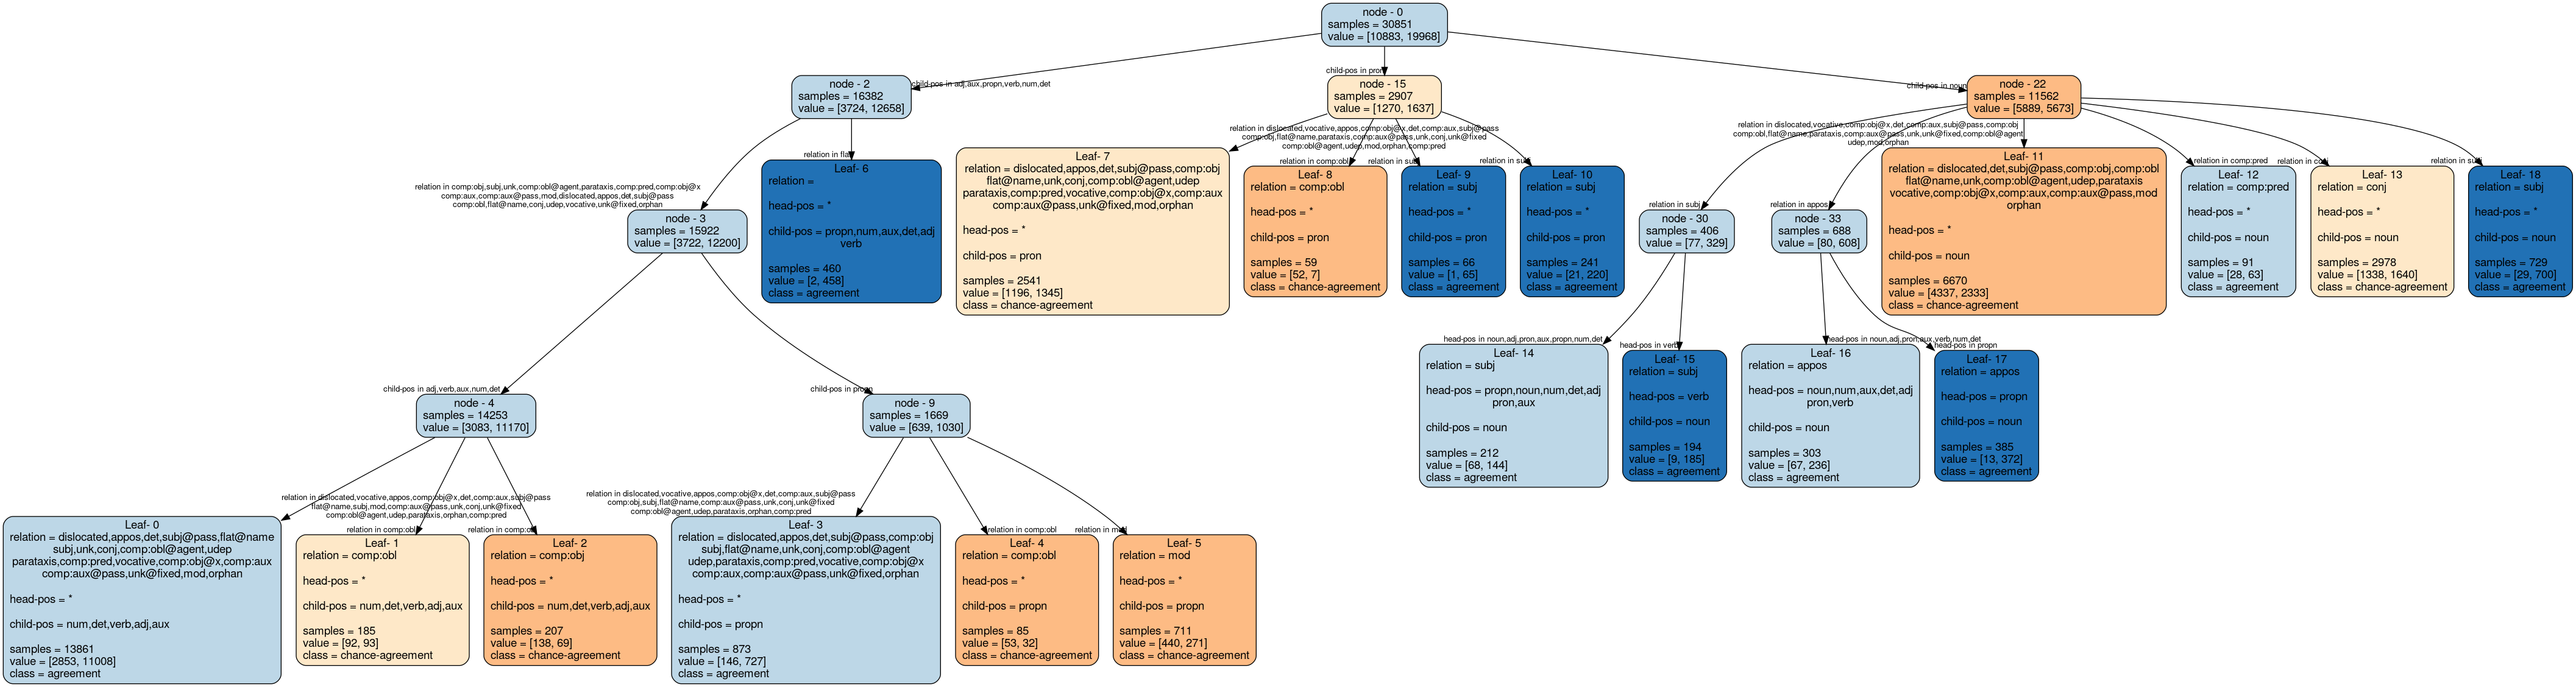 node - 0
samples = 30851
value = [10883, 19968]
child-pos in adj,aux,propn,verb,num,det
node - 2
samples = 16382
value = [3724, 12658]
child-pos in pron
node - 15
samples = 2907
value = [1270, 1637]
child-pos in noun
node - 22
samples = 11562
value = [5889, 5673]
relation in comp:obj,subj,unk,comp:obl@agent,parataxis,comp:pred,comp:obj@x
comp:aux,comp:aux@pass,mod,dislocated,appos,det,subj@pass
comp:obl,flat@name,conj,udep,vocative,unk@fixed,orphan
node - 3
samples = 15922
value = [3722, 12200]
relation in flat
Leaf- 6
relation =
head-pos = *
child-pos = propn,num,aux,det,adj
verb
samples = 460
value = [2, 458]
class = agreement
relation in dislocated,vocative,appos,comp:obj@x,det,comp:aux,subj@pass
comp:obj,flat@name,parataxis,comp:aux@pass,unk,conj,unk@fixed
comp:obl@agent,udep,mod,orphan,comp:pred
Leaf- 7
relation = dislocated,appos,det,subj@pass,comp:obj
flat@name,unk,conj,comp:obl@agent,udep
parataxis,comp:pred,vocative,comp:obj@x,comp:aux
comp:aux@pass,unk@fixed,mod,orphan
head-pos = *
child-pos = pron
samples = 2541
value = [1196, 1345]
class = chance-agreement
relation in comp:obl
Leaf- 8
relation = comp:obl
head-pos = *
child-pos = pron
samples = 59
value = [52, 7]
class = chance-agreement
relation in subj
Leaf- 9
relation = subj
head-pos = *
child-pos = pron
samples = 66
value = [1, 65]
class = agreement
relation in subj
Leaf- 10
relation = subj
head-pos = *
child-pos = pron
samples = 241
value = [21, 220]
class = agreement
relation in dislocated,vocative,comp:obj@x,det,comp:aux,subj@pass,comp:obj
comp:obl,flat@name,parataxis,comp:aux@pass,unk,unk@fixed,comp:obl@agent
udep,mod,orphan
relation in subj
node - 30
samples = 406
value = [77, 329]
relation in appos
node - 33
samples = 688
value = [80, 608]
Leaf- 11
relation = dislocated,det,subj@pass,comp:obj,comp:obl
flat@name,unk,comp:obl@agent,udep,parataxis
vocative,comp:obj@x,comp:aux,comp:aux@pass,mod
orphan
head-pos = *
child-pos = noun
samples = 6670
value = [4337, 2333]
class = chance-agreement
relation in comp:pred
Leaf- 12
relation = comp:pred
head-pos = *
child-pos = noun
samples = 91
value = [28, 63]
class = agreement
relation in conj
Leaf- 13
relation = conj
head-pos = *
child-pos = noun
samples = 2978
value = [1338, 1640]
class = chance-agreement
relation in subj
Leaf- 18
relation = subj
head-pos = *
child-pos = noun
samples = 729
value = [29, 700]
class = agreement
child-pos in adj,verb,aux,num,det
node - 4
samples = 14253
value = [3083, 11170]
child-pos in propn
node - 9
samples = 1669
value = [639, 1030]
head-pos in noun,adj,pron,aux,propn,num,det
Leaf- 14
relation = subj
head-pos = propn,noun,num,det,adj
pron,aux
child-pos = noun
samples = 212
value = [68, 144]
class = agreement
head-pos in verb
Leaf- 15
relation = subj
head-pos = verb
child-pos = noun
samples = 194
value = [9, 185]
class = agreement
head-pos in noun,adj,pron,aux,verb,num,det
Leaf- 16
relation = appos
head-pos = noun,num,aux,det,adj
pron,verb
child-pos = noun
samples = 303
value = [67, 236]
class = agreement
head-pos in propn
Leaf- 17
relation = appos
head-pos = propn
child-pos = noun
samples = 385
value = [13, 372]
class = agreement
relation in dislocated,vocative,appos,comp:obj@x,det,comp:aux,subj@pass
flat@name,subj,mod,comp:aux@pass,unk,conj,unk@fixed
comp:obl@agent,udep,parataxis,orphan,comp:pred
Leaf- 0
relation = dislocated,appos,det,subj@pass,flat@name
subj,unk,conj,comp:obl@agent,udep
parataxis,comp:pred,vocative,comp:obj@x,comp:aux
comp:aux@pass,unk@fixed,mod,orphan
head-pos = *
child-pos = num,det,verb,adj,aux
samples = 13861
value = [2853, 11008]
class = agreement
relation in comp:obl
Leaf- 1
relation = comp:obl
head-pos = *
child-pos = num,det,verb,adj,aux
samples = 185
value = [92, 93]
class = chance-agreement
relation in comp:obj
Leaf- 2
relation = comp:obj
head-pos = *
child-pos = num,det,verb,adj,aux
samples = 207
value = [138, 69]
class = chance-agreement
relation in dislocated,vocative,appos,comp:obj@x,det,comp:aux,subj@pass
comp:obj,subj,flat@name,comp:aux@pass,unk,conj,unk@fixed
comp:obl@agent,udep,parataxis,orphan,comp:pred
Leaf- 3
relation = dislocated,appos,det,subj@pass,comp:obj
subj,flat@name,unk,conj,comp:obl@agent
udep,parataxis,comp:pred,vocative,comp:obj@x
comp:aux,comp:aux@pass,unk@fixed,orphan
head-pos = *
child-pos = propn
samples = 873
value = [146, 727]
class = agreement
relation in comp:obl
Leaf- 4
relation = comp:obl
head-pos = *
child-pos = propn
samples = 85
value = [53, 32]
class = chance-agreement
relation in mod
Leaf- 5
relation = mod
head-pos = *
child-pos = propn
samples = 711
value = [440, 271]
class = chance-agreement